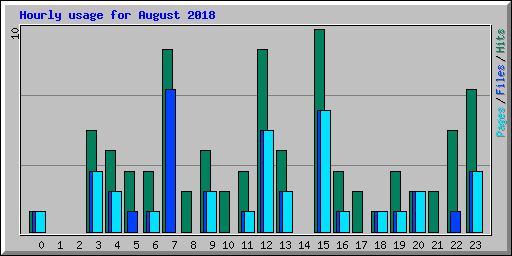 Hourly usage for August 2018
10
Pages / Files / Hits
0 1 2 3 4 5 6 7 8 9 10 11 12 13 14 15 16 17 18 19 20 21 22 23